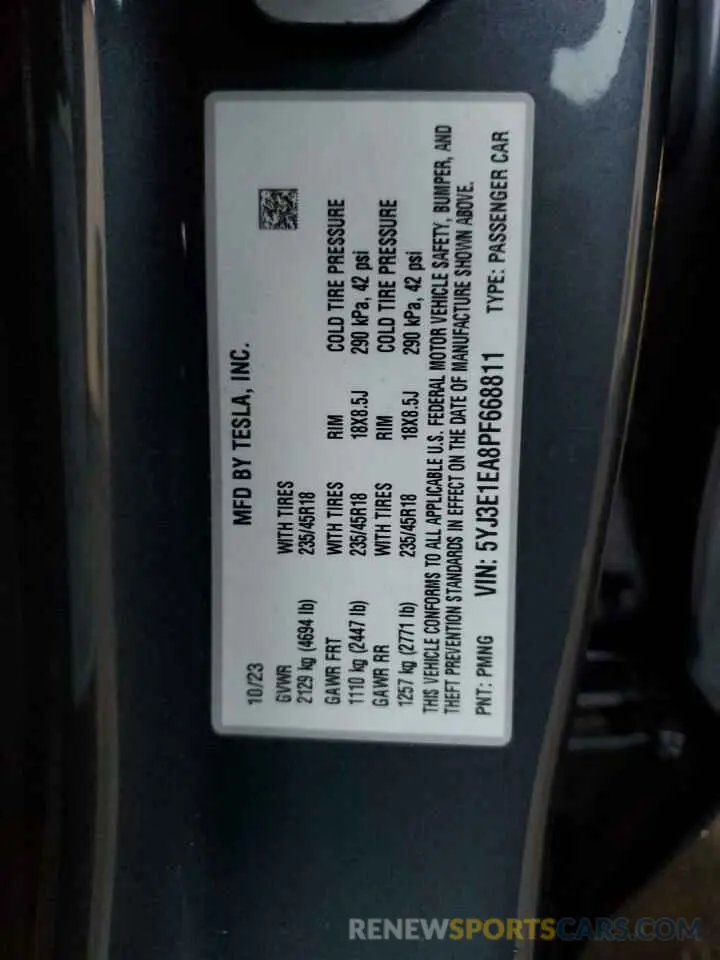 MFD BY TESLA, INC.
10/23
GVWR WITH TIRES
2129 kg (4694 lb) 235/45R18
GAWR FRT WITH TIRES RIM COLD TIRE PRESSURE
1110 kg (2447 lb) 235/45R18 18X8.5J 290 kPa, 42 psi
GAWR RR WITH TIRES RIM COLD TIRE PRESSURE
1257 kg (2771 lb) 235/45R18 18X8.5J 290 kPa, 42 psi
THIS VEHICLE CONFORMS TO ALL APPLICABLE U.S. FEDERAL MOTOR VEHICLE SAFETY, BUMPER, AND
THEFT PREVENTION STANDARDS IN EFFECT ON THE DATE OF MANUFACTURE SHOWN ABOVE.
PNT: PMNG VIN: 5YJ3E1EA8PF668811 TYPE: PASSENGER CAR
RENEWSPORTSCARS.COM